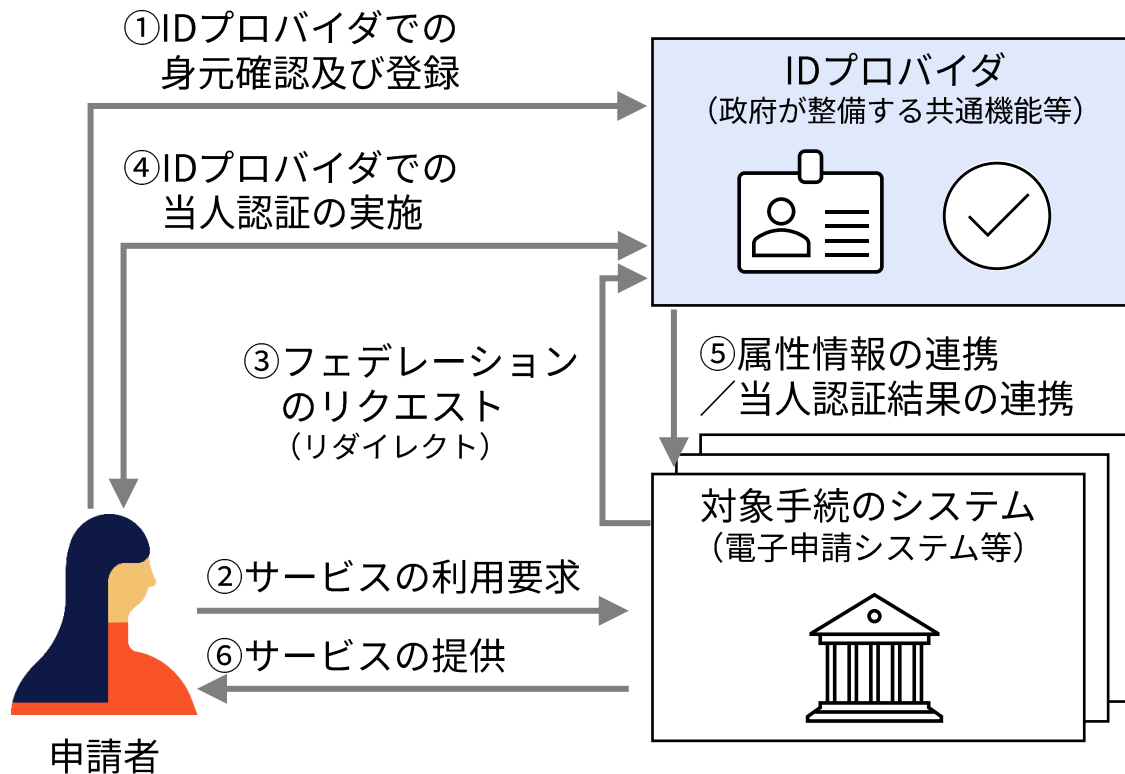 ①IDプロバイダでの
身元確認及び登録
IDプロバイダ
（政府が整備する共通機能等）
④IDプロバイダでの
当人認証の実施
③フェデレーション
のリクエスト
（リダイレクト）
⑤属性情報の連携
／当人認証結果の連携
対象手続のシステム
（電子申請システム等）
②サービスの利用要求
⑥サービスの提供
申請者